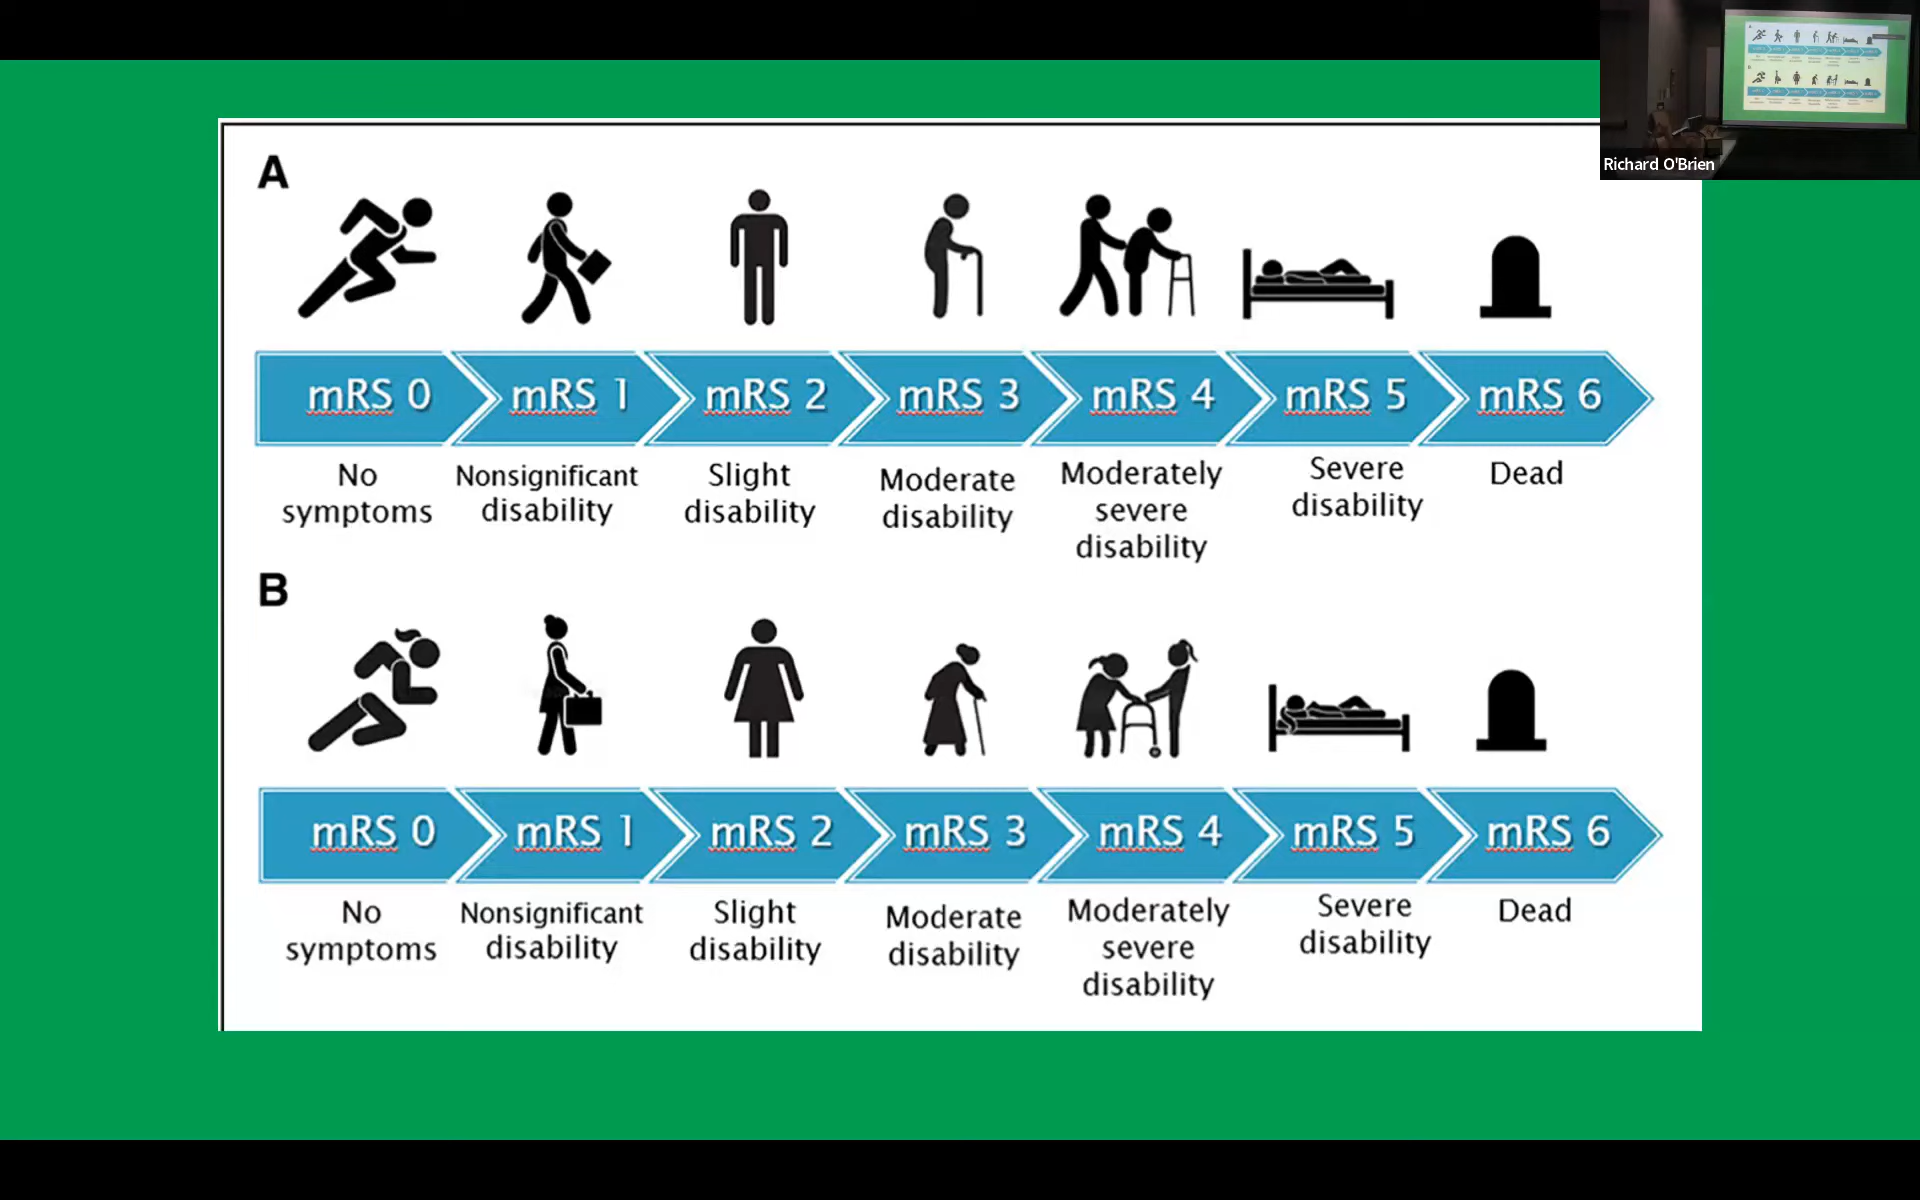 Richard O'Brien
A
mRS 0
mRS 1
mRS 2
mRS 3
mRS 4
mRS 5
mRS 6
No
symptoms
Nonsignificant
disability
Slight
disability
Moderate
disability
Moderately
severe
disability
Severe
disability
Dead
B
mRS 0
mRS 1
mRS 2
mRS 3
mRS 4
mRS 5
mRS 6
No
symptoms
Nonsignificant
disability
Slight
disability
Moderate
disability
Moderately
severe
disability
Severe
disability
Dead